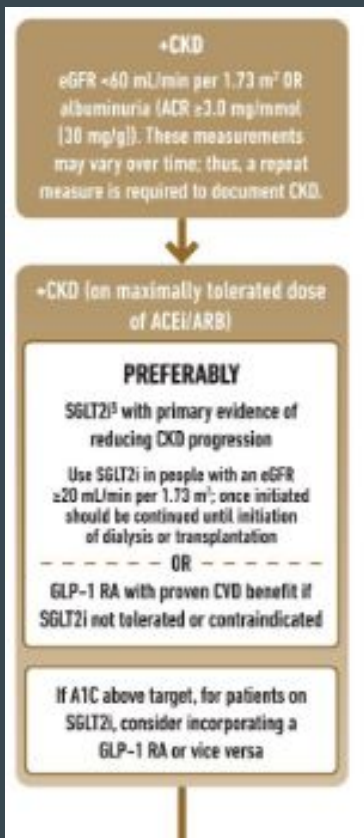 +CKD
eGFR <60 mL/min per 1.73 m² OR
albuminuria (ACR ≥3.0 mg/mmol
[30 mg/g]). These measurements
may vary over time; thus, a repeat
measure is required to document CKD.
+CKD (on maximally tolerated dose
of ACEi/ARB)
PREFERABLY
SGLT2i§ with primary evidence of
reducing CKD progression
Use SGLT2i in people with an eGFR
≥20 mL/min per 1.73 m²; once initiated
should be continued until initiation
of dialysis or transplantation
OR
GLP-1 RA with proven CVD benefit if
SGLT2i not tolerated or contraindicated
If A1C above target, for patients on
SGLT2i, consider incorporating a
GLP-1 RA or vice versa